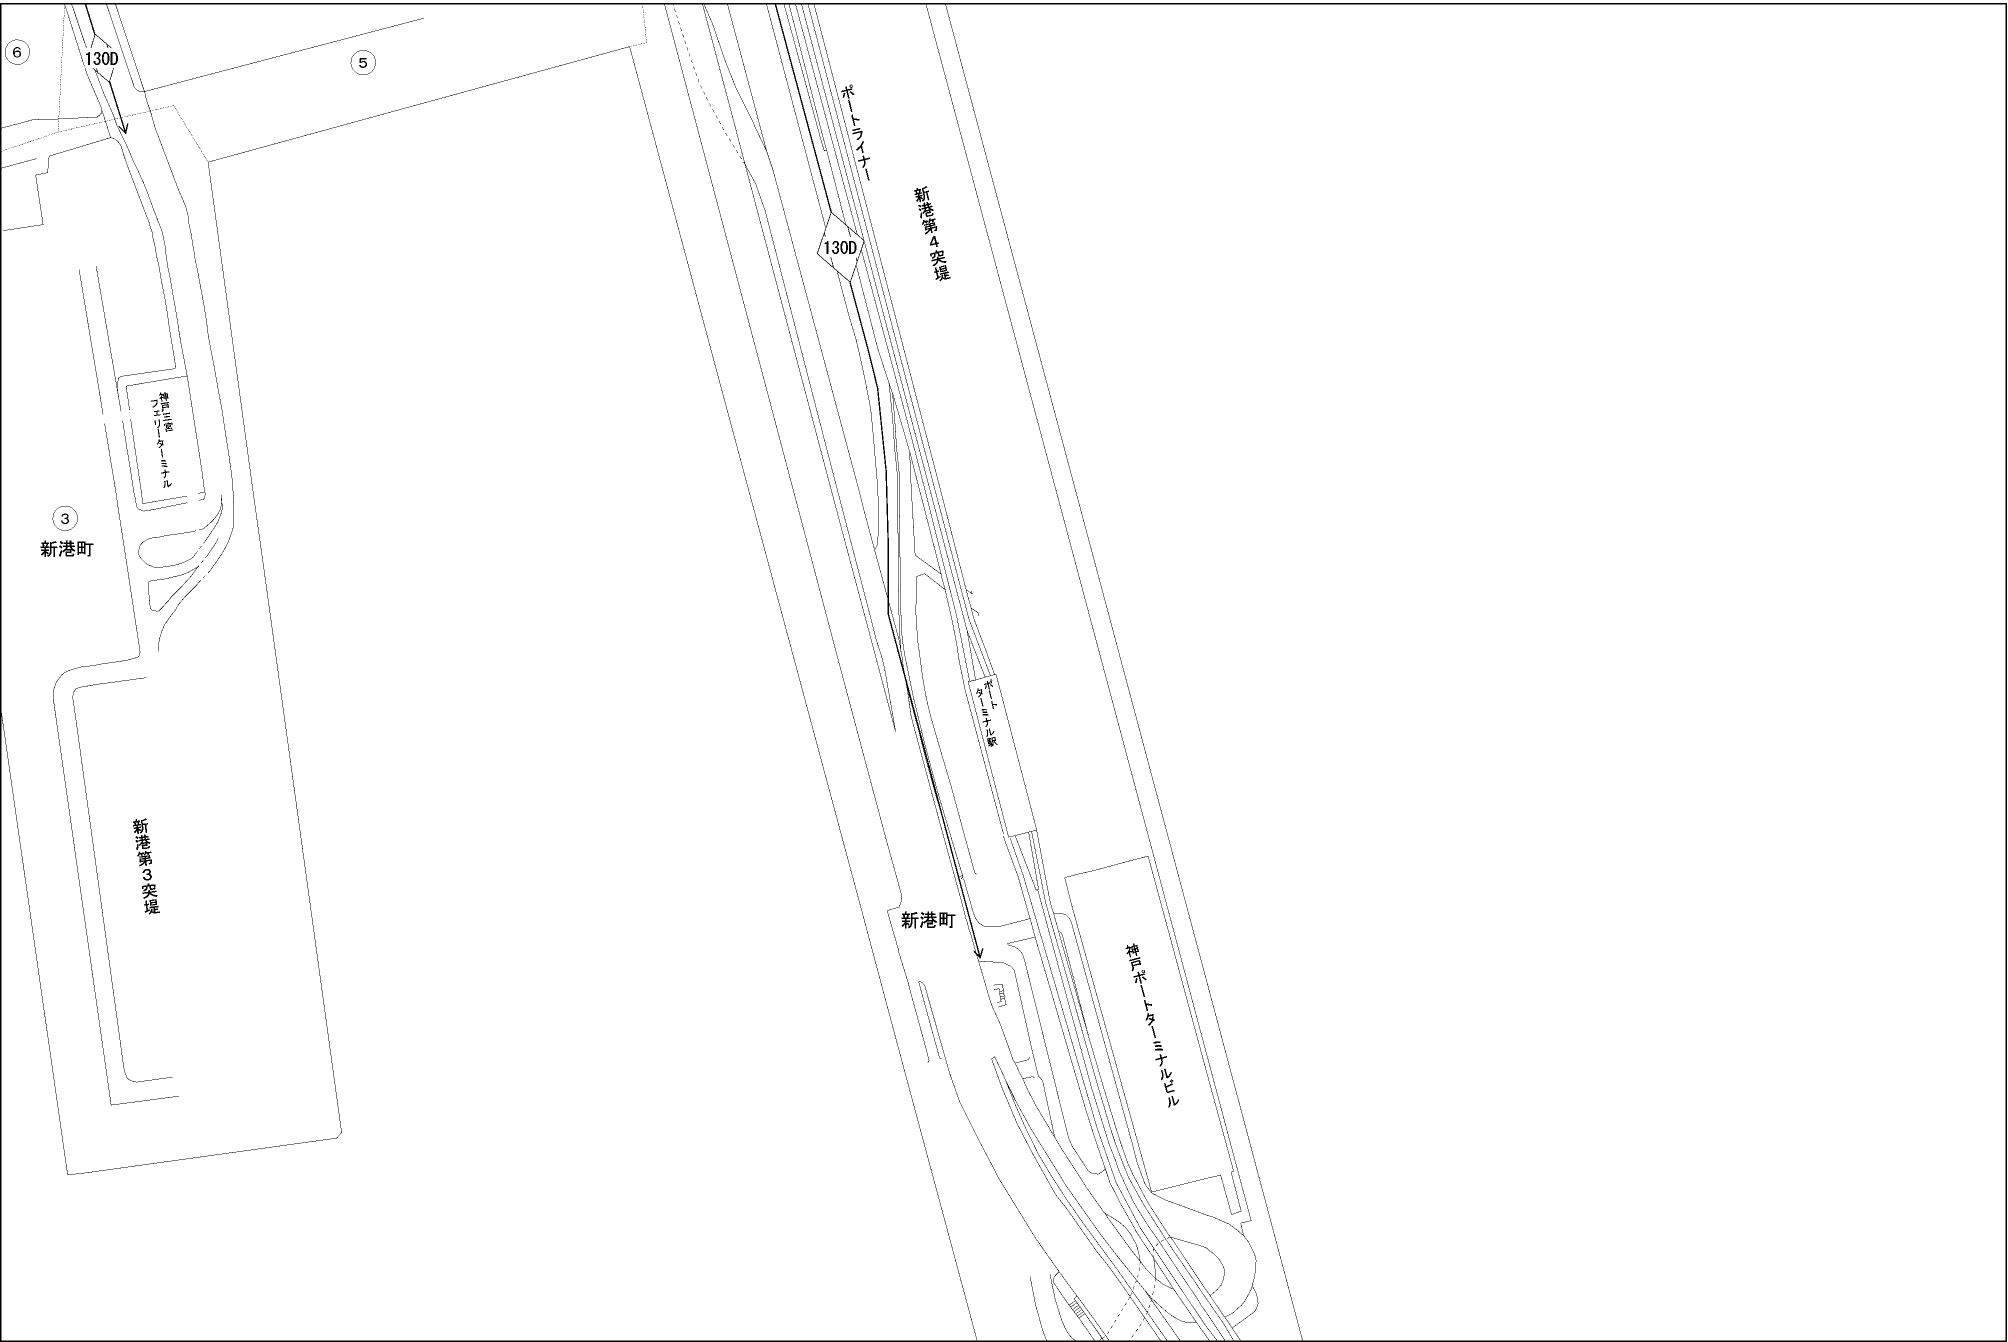 ⑥
130D
⑤
ポートライナー
新港第4突堤
130D
神戸三宮
フェリーターミナル
③
新港町
ポート
ターミナル駅
新港第3突堤
新港町
神戸ポートターミナルビル